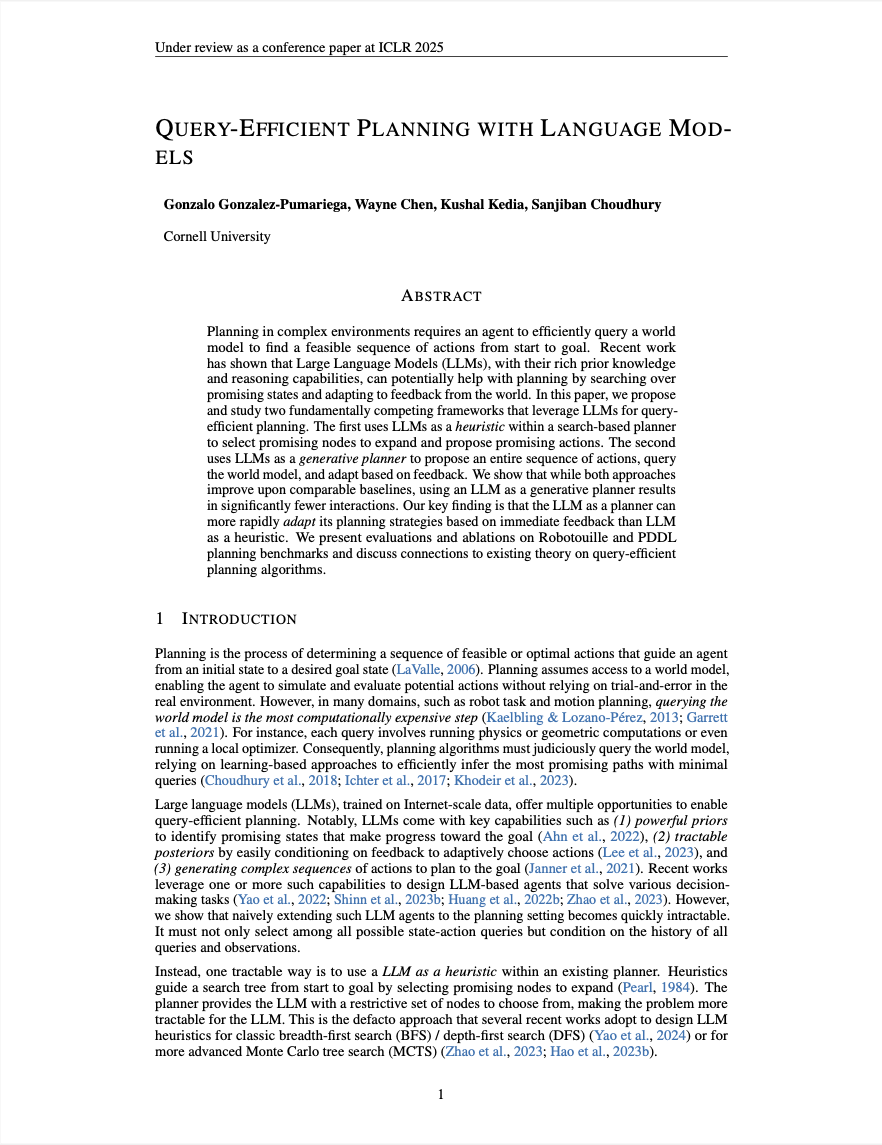 Under review as a conference paper at ICLR 2025
QUERY-EFFICIENT PLANNING WITH LANGUAGE MOD-
ELS
Gonzalo Gonzalez-Pumariega, Wayne Chen, Kushal Kedia, Sanjiban Choudhury
Cornell University
ABSTRACT
Planning in complex environments requires an agent to efficiently query a world
model to find a feasible sequence of actions from start to goal. Recent work
has shown that Large Language Models (LLMs), with their rich prior knowledge
and reasoning capabilities, can potentially help with planning by searching over
promising states and adapting to feedback from the world. In this paper, we propose
and study two fundamentally competing frameworks that leverage LLMs for query-
efficient planning. The first uses LLMs as a heuristic within a search-based planner
to select promising nodes to expand and propose promising actions. The second
uses LLMs as a generative planner to propose an entire sequence of actions, query
the world model, and adapt based on feedback. We show that while both approaches
improve upon comparable baselines, using an LLM as a generative planner results
in significantly fewer interactions. Our key finding is that the LLM as a planner can
more rapidly adapt its planning strategies based on immediate feedback than LLM
as a heuristic. We present evaluations and ablations on Robotouille and PDDL
planning benchmarks and discuss connections to existing theory on query-efficient
planning algorithms.
1 INTRODUCTION
Planning is the process of determining a sequence of feasible or optimal actions that guide an agent
from an initial state to a desired goal state (LaValle, 2006). Planning assumes access to a world model,
enabling the agent to simulate and evaluate potential actions without relying on trial-and-error in the
real environment. However, in many domains, such as robot task and motion planning, querying the
world model is the most computationally expensive step (Kaelbling & Lozano-Pérez, 2013; Garrett
et al., 2021). For instance, each query involves running physics or geometric computations or even
running a local optimizer. Consequently, planning algorithms must judiciously query the world model,
relying on learning-based approaches to efficiently infer the most promising paths with minimal
queries (Choudhury et al., 2018; Ichter et al., 2017; Khodeir et al., 2023).
Large language models (LLMs), trained on Internet-scale data, offer multiple opportunities to enable
query-efficient planning. Notably, LLMs come with key capabilities such as (1) powerful priors
to identify promising states that make progress toward the goal (Ahn et al., 2022), (2) tractable
posteriors by easily conditioning on feedback to adaptively choose actions (Lee et al., 2023), and
(3) generating complex sequences of actions to plan to the goal (Janner et al., 2021). Recent works
leverage one or more such capabilities to design LLM-based agents that solve various decision-
making tasks (Yao et al., 2022; Shinn et al., 2023b; Huang et al., 2022b; Zhao et al., 2023). However,
we show that naively extending such LLM agents to the planning setting becomes quickly intractable.
It must not only select among all possible state-action queries but condition on the history of all
queries and observations.
Instead, one tractable way is to use a LLM as a heuristic within an existing planner. Heuristics
guide a search tree from start to goal by selecting promising nodes to expand (Pearl, 1984). The
planner provides the LLM with a restrictive set of nodes to choose from, making the problem more
tractable for the LLM. This is the defacto approach that several recent works adopt to design LLM
heuristics for classic breadth-first search (BFS) / depth-first search (DFS) (Yao et al., 2024) or for
more advanced Monte Carlo tree search (MCTS) (Zhao et al., 2023; Hao et al., 2023b).
1